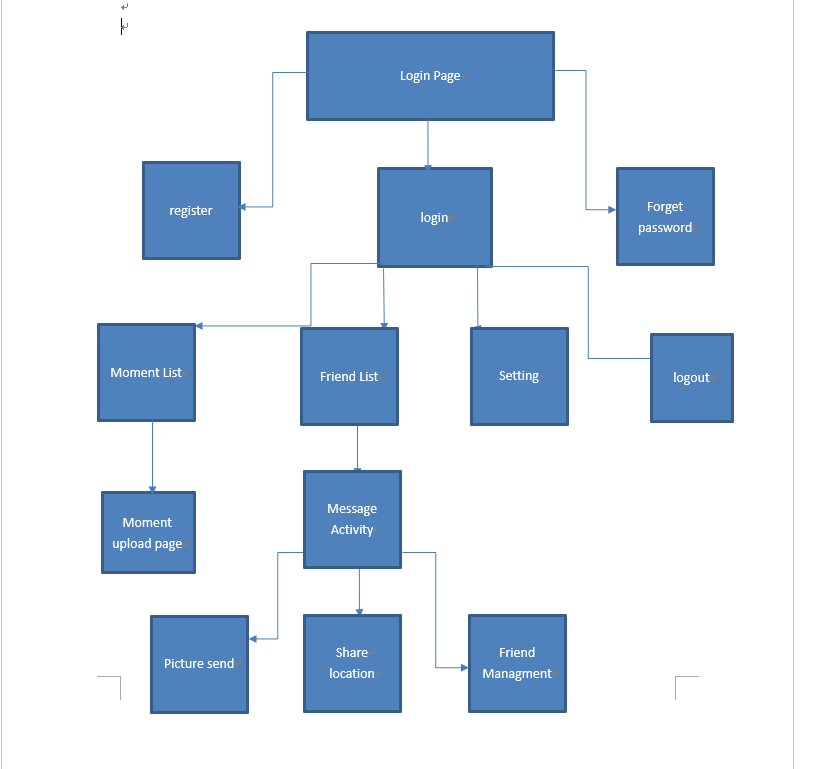 Login Page
register
login
Forget
password
Moment List
Friend List
Setting
logout
Message
Activity
Moment
upload page
Picture send
Share
location
Friend
Managment